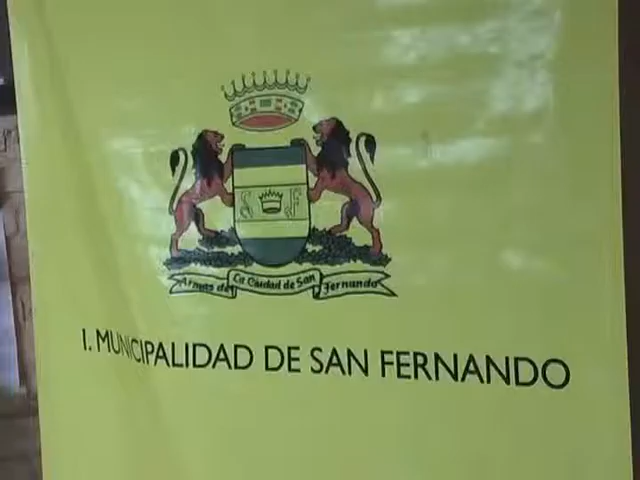 S F
Armas de La Ciudad de San Fernando
I. MUNICIPALIDAD DE SAN FERNANDO